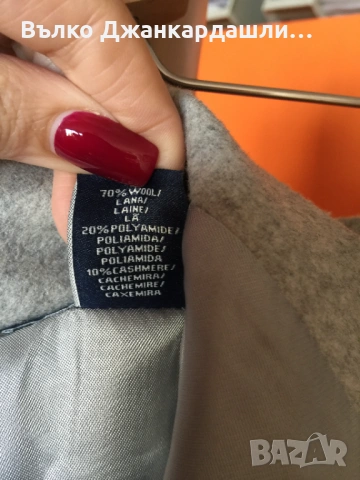 Вълко Джанкардашли...
70% WOOL/
LANA/
LAINE/
LÃ
20% POLYAMIDE/
POLIAMIDA/
POLYAMIDE/
POLIAMIDA
10% CASHMERE/
CACHEMIRA/
CACHEMIRE/
CAXEMIRA
BAZAR